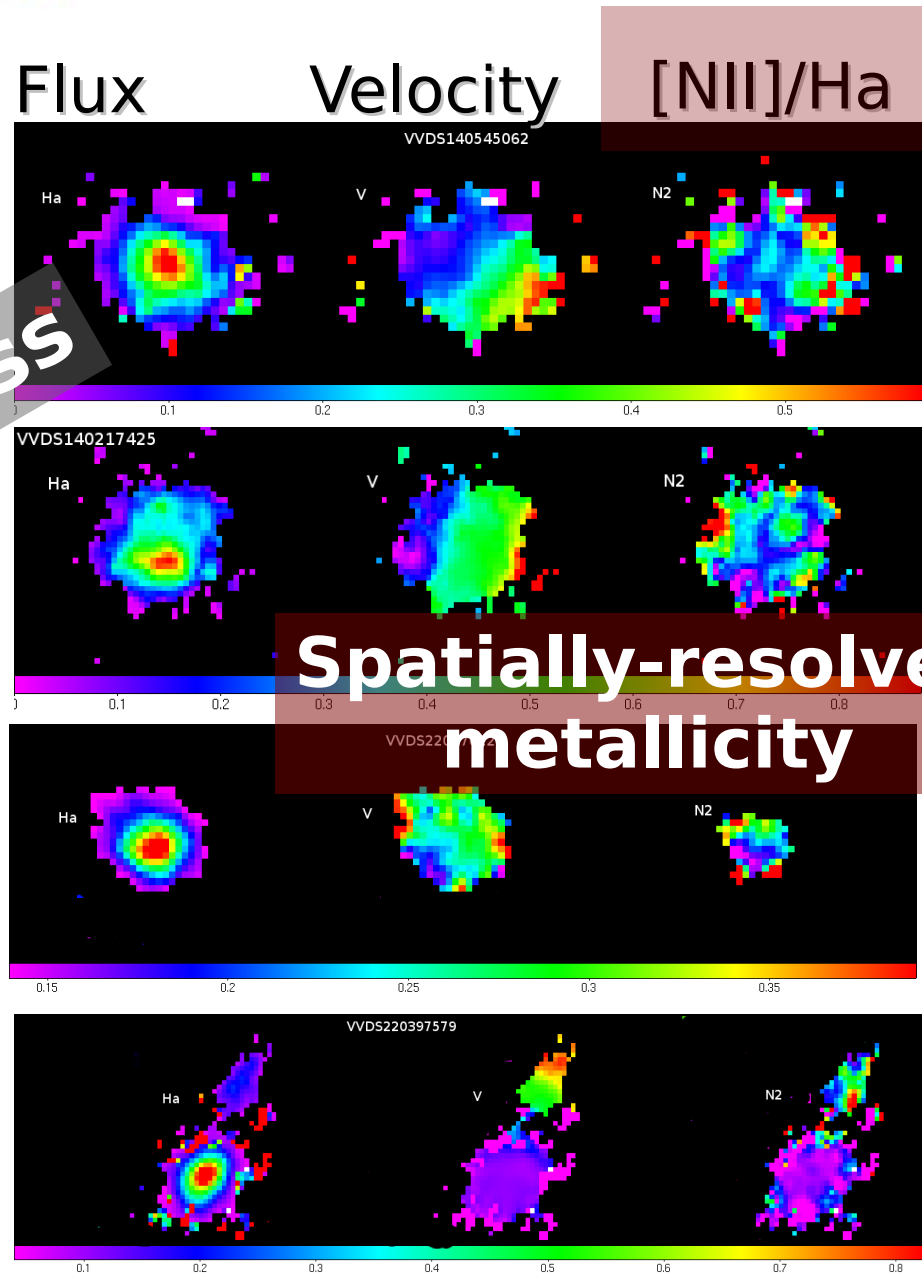 Flux Velocity [NII]/Ha
VVDS140545062
Ha V N2
ss
0.1 0.2 0.3 0.4 0.5
VVDS140217425
Ha V N2
Spatially-resolve
0.1 0.2 0.3 0.4 0.5 0.6 0.7 0.8
metallicity
Ha V N2
0.15 0.2 0.25 0.3 0.35
VVDS220397579
Ha V N2
0.1 0.2 0.3 0.4 0.5 0.6 0.7 0.8